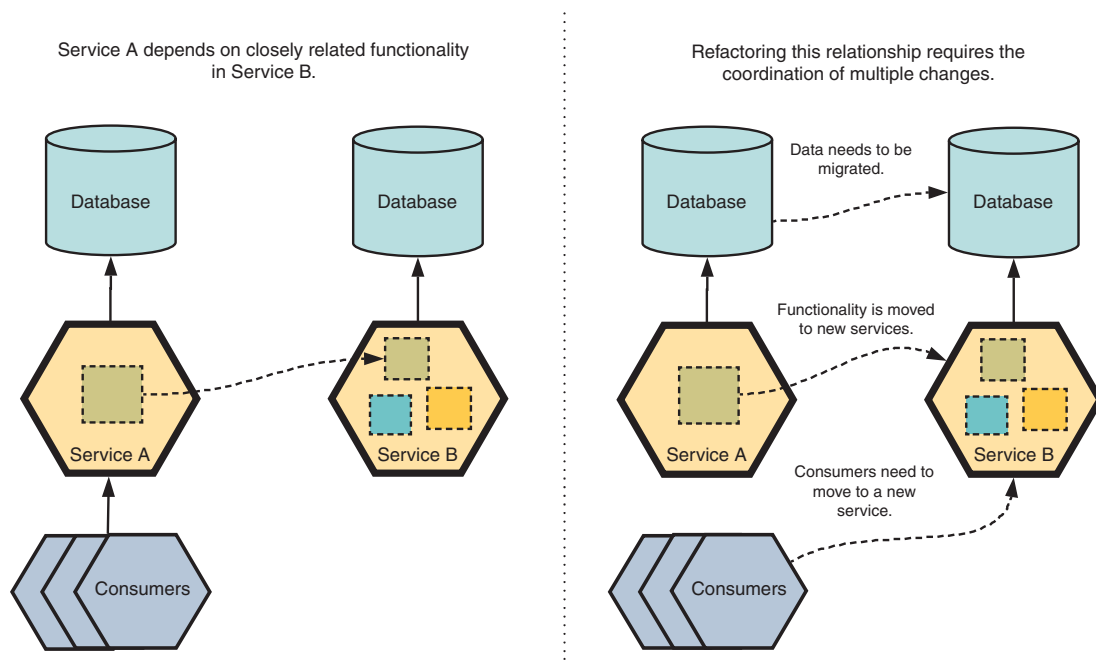 Service A depends on closely related functionality
in Service B.
Database
Database
Service A
Service B
Consumers
Refactoring this relationship requires the
coordination of multiple changes.
Data needs to be
migrated.
Database
Database
Functionality is moved
to new services.
Service A
Service B
Consumers need to
move to a new
service.
Consumers